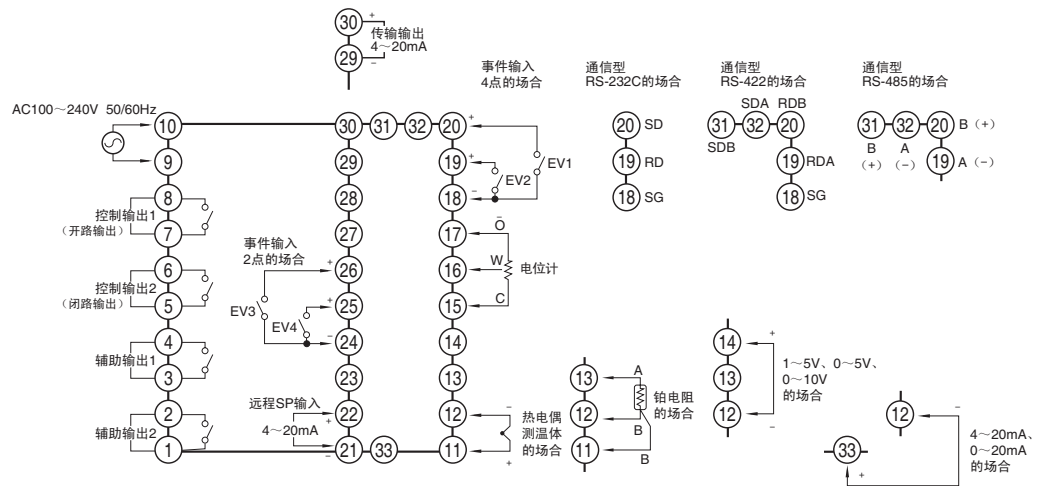 30
+
传输输出
4～20mA
29
−
事件输入
4点的场合
通信型
RS-232C的场合
通信型
RS-422的场合
通信型
RS-485的场合
AC100～240V 50/60Hz
10
9
8
7
6
5
4
3
2
1
控制输出1
（开路输出）
控制输出2
（闭路输出）
辅助输出1
辅助输出2
30
31
32
20
29
28
27
26
25
24
23
22
21
33
事件输入
2点的场合
+
+
−
EV3
EV4
远程SP输入
+
4～20mA
−
19
18
17
16
15
14
13
12
11
+
+
−
EV1
EV2
O
W
C
电位计
−
热电偶
测温体
的场合
+
20 SD
19 RD
18 SG
SDA RDB
31
32
20
SDB
19 RDA
18 SG
31
32
20
B（+）
B
（+）
A
（−）
19
A（−）
13
12
11
A
B
B
铂电阻
的场合
14
13
12
+
−
1～5V、0～5V、
0～10V
的场合
12
−
33
+
4～20mA、
0～20mA
的场合